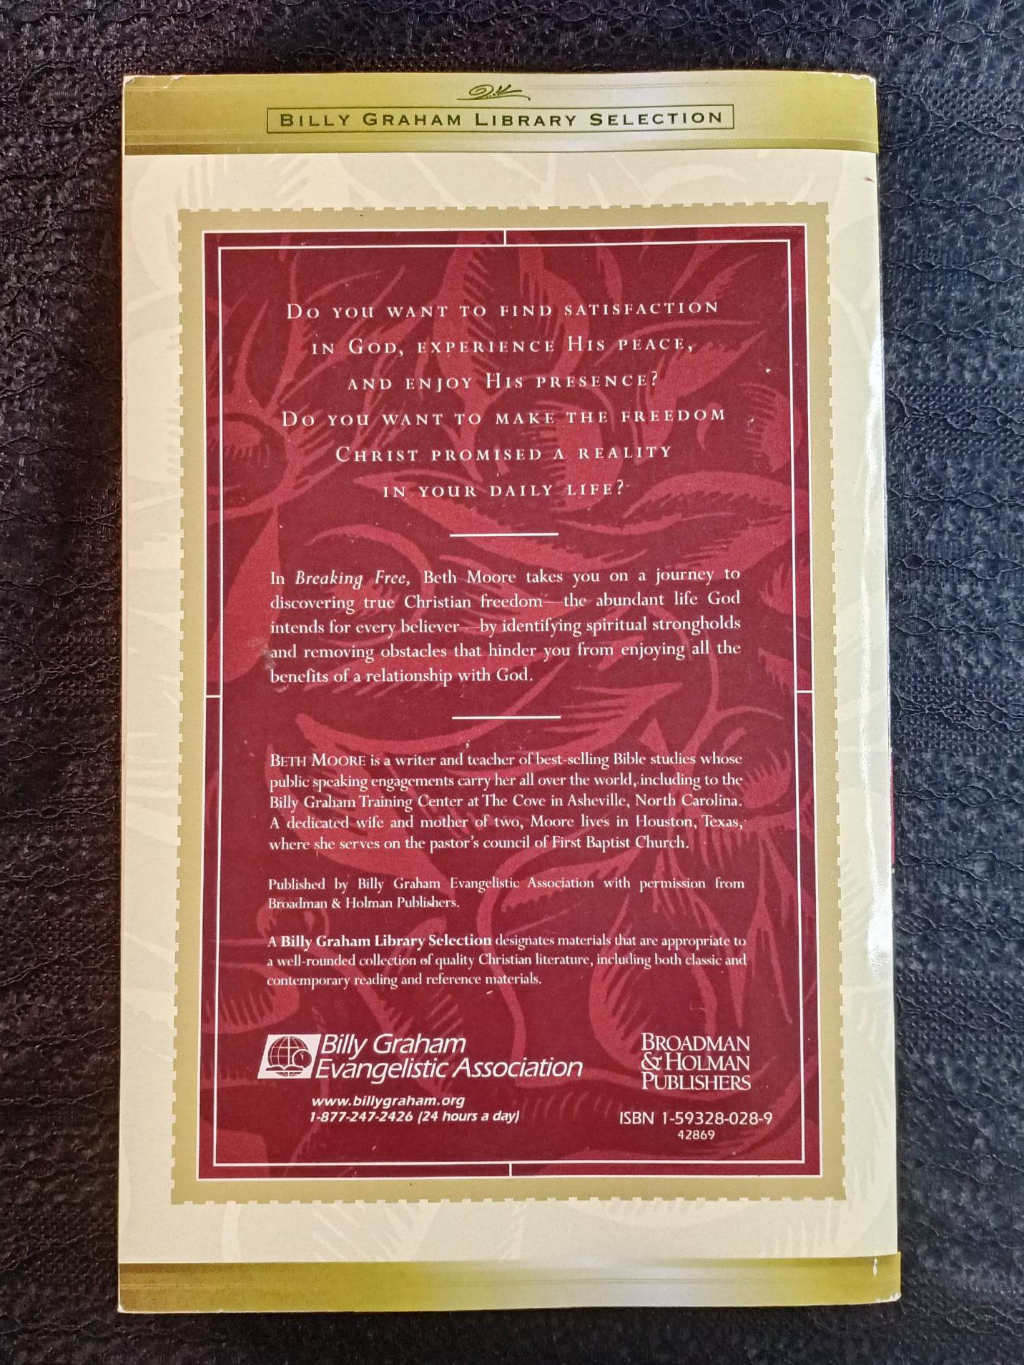 BILLY GRAHAM LIBRARY SELECTION
DO YOU WANT TO FIND SATISFACTION
IN GOD, EXPERIENCE HIS PEACE,
AND ENJOY HIS PRESENCE?
DO YOU WANT TO MAKE THE FREEDOM
CHRIST PROMISED A REALITY
IN YOUR DAILY LIFE?
In Breaking Free, Beth Moore takes you on a journey to
discovering true Christian freedom—the abundant life God
intends for every believer—by identifying spiritual strongholds
and removing obstacles that hinder you from enjoying all the
benefits of a relationship with God.
BETH MOORE is a writer and teacher of best-selling Bible studies whose
public speaking engagements carry her all over the world, including to the
Billy Graham Training Center at The Cove in Asheville, North Carolina.
A dedicated wife and mother of two, Moore lives in Houston, Texas,
where she serves on the pastor's council of First Baptist Church.
Published by Billy Graham Evangelistic Association with permission from
Broadman & Holman Publishers.
A Billy Graham Library Selection designates materials that are appropriate to
a well-rounded collection of quality Christian literature, including both classic and
contemporary reading and reference materials.
Billy Graham
Evangelistic Association
www.billygraham.org
1-877-247-2426 (24 hours a day)
BROADMAN
& HOLMAN
PUBLISHERS
ISBN 1-59328-028-9
42869